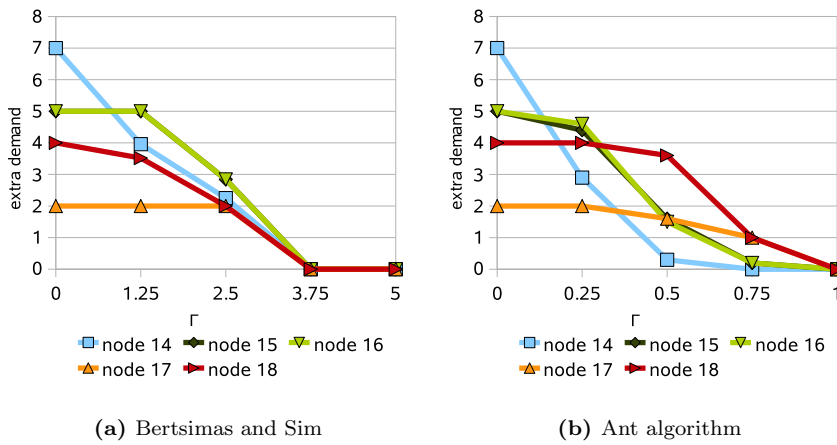 8
7
6
5
4
3
2
1
0
extra demand
0 1.25 2.5 3.75 5
Γ
node 14 node 15 node 16
node 17 node 18
(a) Bertsimas and Sim
8
7
6
5
4
3
2
1
0
extra demand
0 0.25 0.5 0.75 1
Γ
node 14 node 15 node 16
node 17 node 18
(b) Ant algorithm